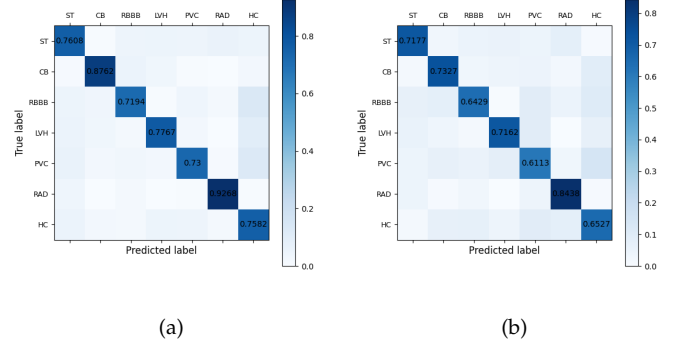 ST CB RBBB LVH PVC RAD HC
ST 0.7608
CB 0.8762
RBBB 0.7194
LVH 0.7767
PVC 0.73
RAD 0.9268
HC 0.7582
True label
Predicted label
0.8
0.6
0.4
0.2
0.0
(a)
ST CB RBBB LVH PVC RAD HC
ST 0.7177
CB 0.7327
RBBB 0.6429
LVH 0.7162
PVC 0.6113
RAD 0.8438
HC 0.6527
True label
Predicted label
0.8
0.7
0.6
0.5
0.4
0.3
0.2
0.1
0.0
(b)